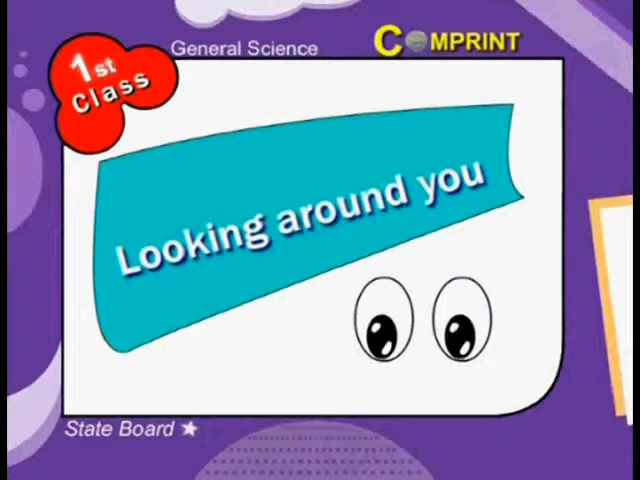 1st
Class
General Science
COMPRINT
Looking around you
State Board